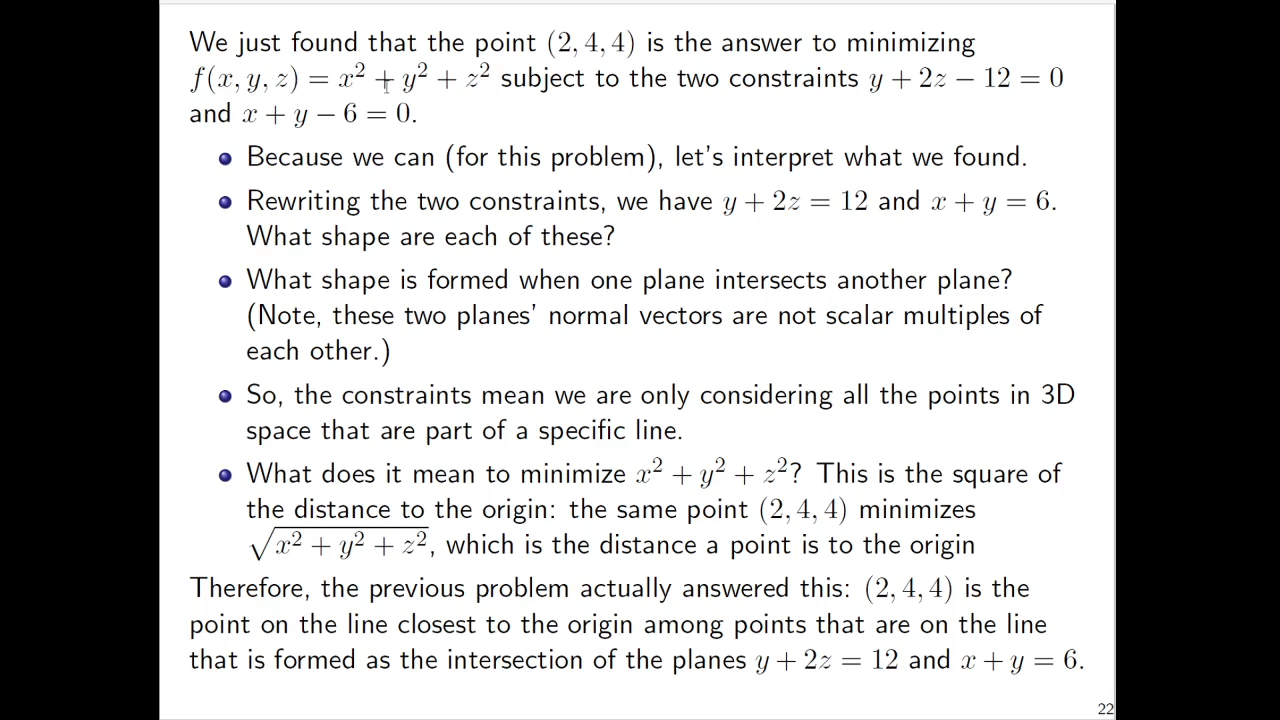 We just found that the point (2, 4, 4) is the answer to minimizing
f(x, y, z) = x² + y² + z² subject to the two constraints y + 2z − 12 = 0
and x + y − 6 = 0.
Because we can (for this problem), let's interpret what we found.
Rewriting the two constraints, we have y + 2z = 12 and x + y = 6.
What shape are each of these?
What shape is formed when one plane intersects another plane?
(Note, these two planes' normal vectors are not scalar multiples of
each other.)
So, the constraints mean we are only considering all the points in 3D
space that are part of a specific line.
What does it mean to minimize x² + y² + z²? This is the square of
the distance to the origin: the same point (2, 4, 4) minimizes
√(x² + y² + z²), which is the distance a point is to the origin
Therefore, the previous problem actually answered this: (2, 4, 4) is the
point on the line closest to the origin among points that are on the line
that is formed as the intersection of the planes y + 2z = 12 and x + y = 6.
22